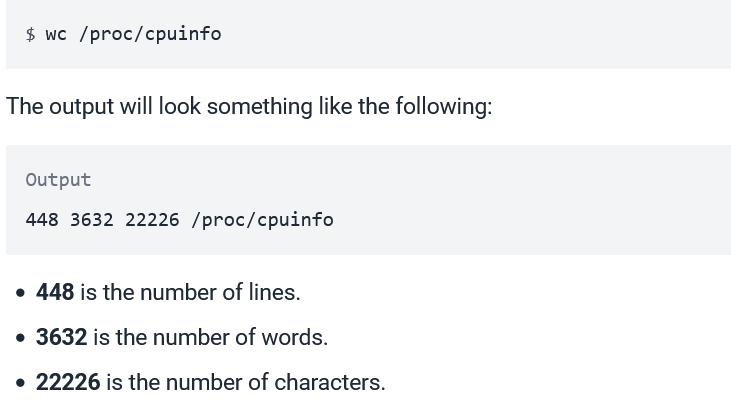 $ wc /proc/cpuinfo
The output will look something like the following:
Output
448 3632 22226 /proc/cpuinfo
• 448 is the number of lines.
• 3632 is the number of words.
• 22226 is the number of characters.